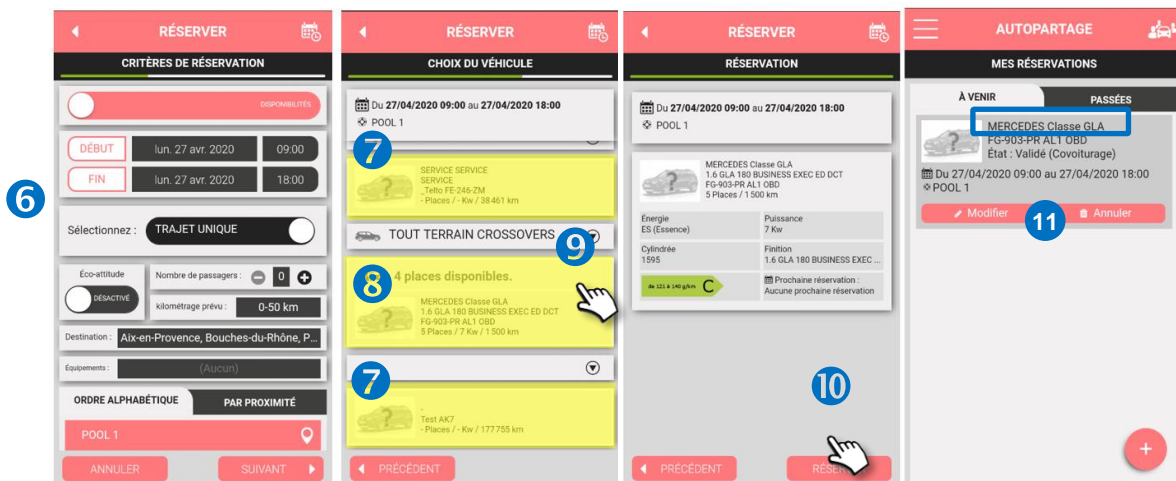 6
RÉSERVER
CRITÈRES DE RÉSERVATION
DISPONIBILITÉS
DÉBUT lun. 27 avr. 2020 09:00
FIN lun. 27 avr. 2020 18:00
Sélectionnez : TRAJET UNIQUE
Éco-attitude
DÉSACTIVÉ
Nombre de passagers : 0
kilométrage prévu : 0-50 km
Destination : Aix-en-Provence, Bouches-du-Rhône, P...
Équipements : (Aucun)
ORDRE ALPHABÉTIQUE PAR PROXIMITÉ
POOL 1
ANNULER SUIVANT
RÉSERVER
CHOIX DU VÉHICULE
Du 27/04/2020 09:00 au 27/04/2020 18:00
POOL 1
7
SERVICE SERVICE
SERVICE
_Telto FE-246-ZM
- Places / - Kw / 38 461 km
TOUT TERRAIN CROSSOVERS
9
8
4 places disponibles.
MERCEDES Classe GLA
1.6 GLA 180 BUSINESS EXEC ED DCT
FG-903-PR AL1 OBD
5 Places / 7 Kw / 1 500 km
7
-
Test AK7
- Places / - Kw / 177 755 km
PRÉCÉDENT
RÉSERVER
RÉSERVATION
Du 27/04/2020 09:00 au 27/04/2020 18:00
POOL 1
MERCEDES Classe GLA
1.6 GLA 180 BUSINESS EXEC ED DCT
FG-903-PR AL1 OBD
5 Places / 1 500 km
Énergie
ES (Essence)
Puissance
7 Kw
Cylindrée
1595
Finition
1.6 GLA 180 BUSINESS EXEC ...
de 121 à 140 g/km C
Prochaine réservation :
Aucune prochaine réservation
10
PRÉCÉDENT
AUTOPARTAGE
MES RÉSERVATIONS
À VENIR PASSÉES
MERCEDES Classe GLA
FG-903-PR AL1 OBD
État : Validé (Covoiturage)
Du 27/04/2020 09:00 au 27/04/2020 18:00
POOL 1
Modifier 11 Annuler
+